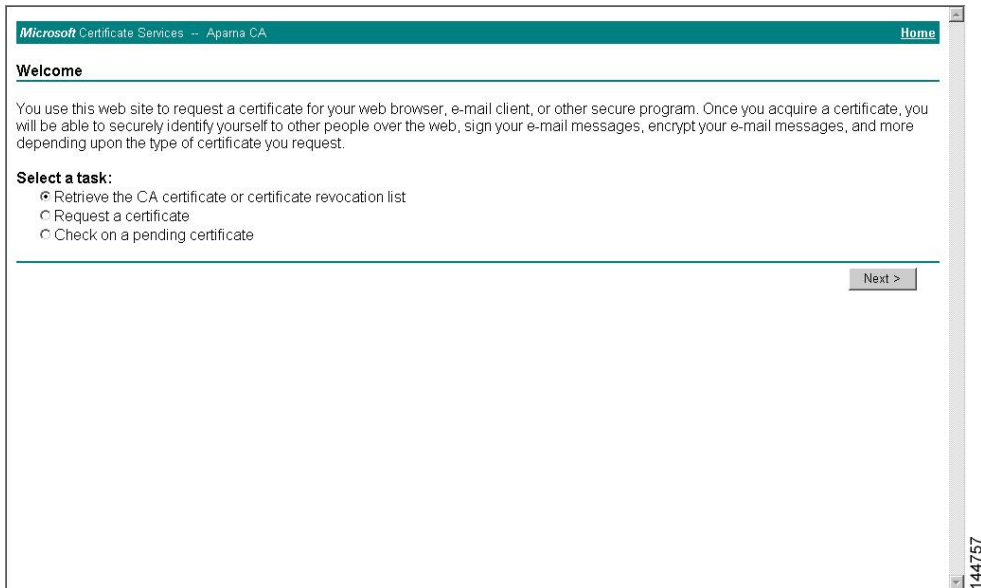 Microsoft Certificate Services -- Aparna CA Home
Welcome
You use this web site to request a certificate for your web browser, e-mail client, or other secure program. Once you acquire a certificate, you
will be able to securely identify yourself to other people over the web, sign your e-mail messages, encrypt your e-mail messages, and more
depending upon the type of certificate you request.
Select a task:
Retrieve the CA certificate or certificate revocation list
Request a certificate
Check on a pending certificate
Next >
144757